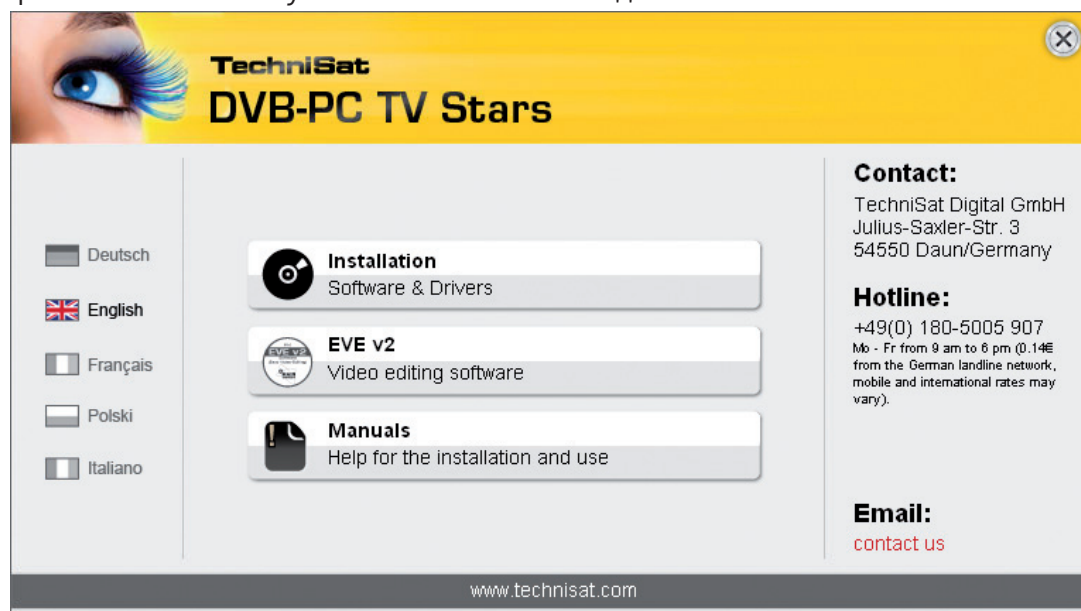 TechniSat
DVB-PC TV Stars
Deutsch
English
Français
Polski
Italiano
Installation
Software & Drivers
EVE v2
EVE v2
Video editing software
Manuals
Help for the installation and use
Contact:
TechniSat Digital GmbH
Julius-Saxler-Str. 3
54550 Daun/Germany
Hotline:
+49(0) 180-5005 907
Mo - Fr from 9 am to 6 pm (0.14€
from the German landline network,
mobile and international rates may
vary).
Email:
contact us
www.technisat.com